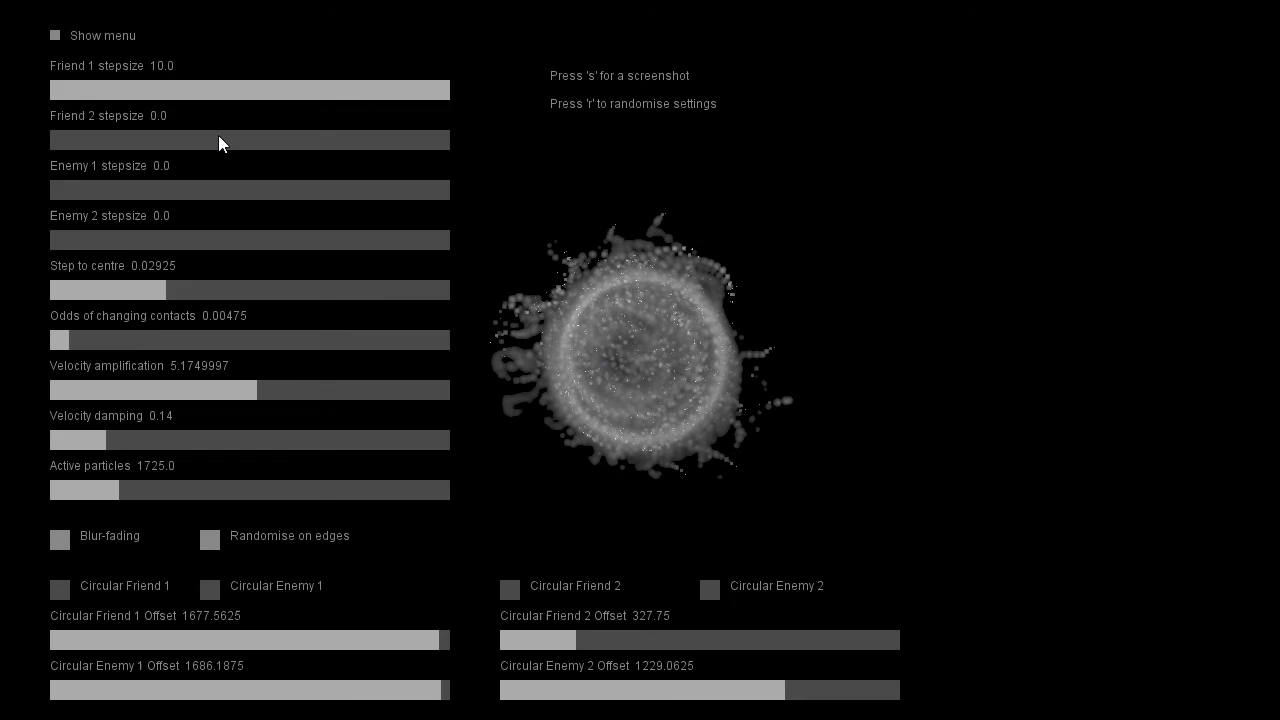 Show menu
Friend 1 stepsize 10.0
Press 's' for a screenshot
Press 'r' to randomise settings
Friend 2 stepsize 0.0
Enemy 1 stepsize 0.0
Enemy 2 stepsize 0.0
Step to centre 0.02925
Odds of changing contacts 0.00475
Velocity amplification 5.1749997
Velocity damping 0.14
Active particles 1725.0
Blur-fading
Randomise on edges
Circular Friend 1
Circular Enemy 1
Circular Friend 2
Circular Enemy 2
Circular Friend 1 Offset 1677.5625
Circular Friend 2 Offset 327.75
Circular Enemy 1 Offset 1686.1875
Circular Enemy 2 Offset 1229.0625